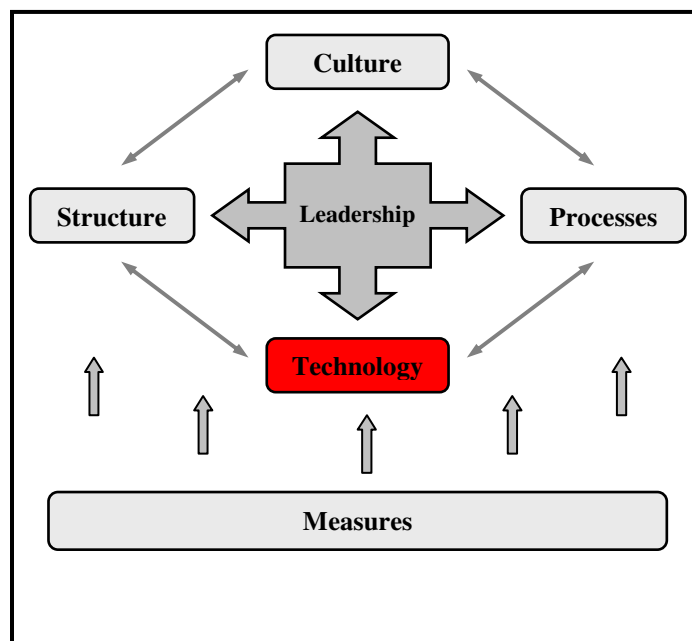 Culture
Structure
Leadership
Processes
Technology
Measures